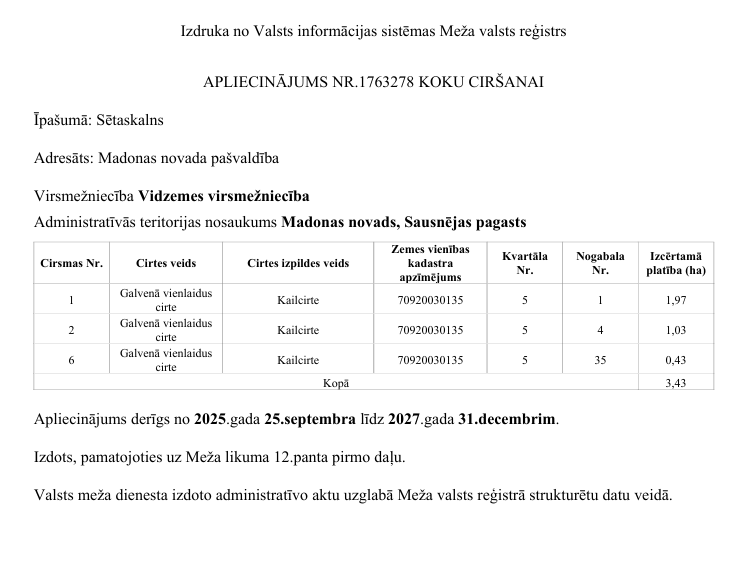 Izdruka no Valsts informācijas sistēmas Meža valsts reģistrs
APLIECINĀJUMS NR.1763278 KOKU CIRŠANAI
Īpašumā: Sētaskalns
Adresāts: Madonas novada pašvaldība
Virsmežniecība Vidzemes virsmežniecība
Administratīvās teritorijas nosaukums Madonas novads, Sausnējas pagasts
Cirsmas Nr. Cirtes veids Cirtes izpildes veids Zemes vienības kadastra apzīmējums Kvartāla Nr. Nogabala Nr. Izcērtamā platība (ha)
1 Galvenā vienlaidus cirte Kailcirte 70920030135 5 1 1,97
2 Galvenā vienlaidus cirte Kailcirte 70920030135 5 4 1,03
6 Galvenā vienlaidus cirte Kailcirte 70920030135 5 35 0,43
Kopā 3,43
Apliecinājums derīgs no 2025.gada 25.septembra līdz 2027.gada 31.decembrim.
Izdots, pamatojoties uz Meža likuma 12.panta pirmo daļu.
Valsts meža dienesta izdoto administratīvo aktu uzglabā Meža valsts reģistrā strukturētu datu veidā.